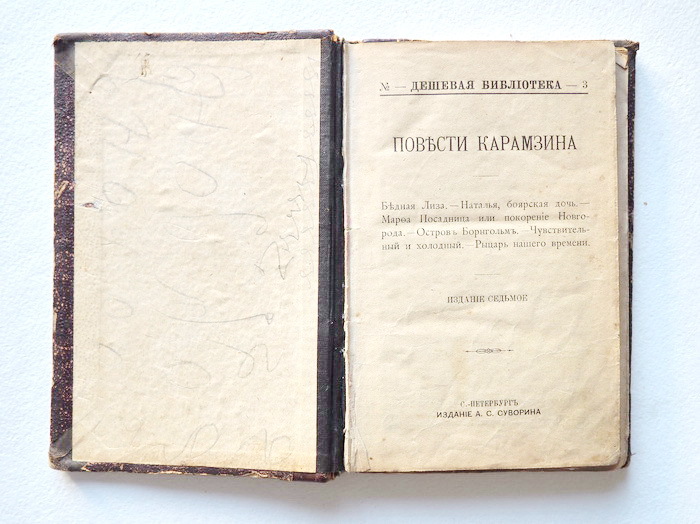 № — ДЕШЕВАЯ БИБЛІОТЕКА — 3
ПОВѢСТИ КАРАМЗИНА
Бѣдная Лиза. — Наталья, боярская дочь. —
Марѳа Посадница или покореніе Новго-
рода. — Островъ Борнгольмъ. — Чувствитель-
ный и холодный. — Рыцарь нашего времени.
ИЗДАНІЕ СЕДЬМОЕ
С.-ПЕТЕРБУРГЪ
ИЗДАНІЕ А. С. СУВОРИНА